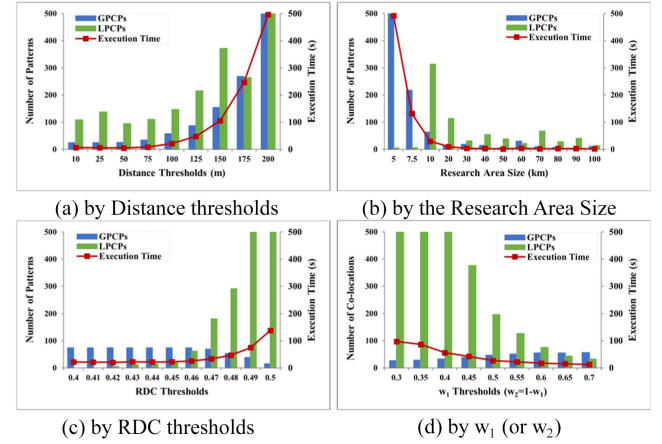 GPCPs
LPCPs
Execution Time
Number of Patterns
500
400
300
200
100
0
500
400
300
200
100
0
Execution Time (s)
10 25 50 75 100 125 150 175 200
Distance Thresholds (m)
(a) by Distance thresholds
GPCPs
LPCPs
Execution Time
Number of Patterns
500
400
300
200
100
0
500
400
300
200
100
0
Execution Time (s)
5 7.5 10 20 30 40 50 60 70 80 90 100
Research Area Size (km)
(b) by the Research Area Size
GPCPs
LPCPs
Execution Time
Number of Patterns
500
400
300
200
100
0
500
400
300
200
100
0
Execution Time (s)
0.4 0.41 0.42 0.43 0.44 0.45 0.46 0.47 0.48 0.49 0.5
RDC Thresholds
(c) by RDC thresholds
GPCPs
LPCPs
Execution Time
Number of Co-locations
500
400
300
200
100
0
500
400
300
200
100
0
Execution Time (s)
0.3 0.35 0.4 0.45 0.5 0.55 0.6 0.65 0.7
w₁ Thresholds (w₂=1-w₁)
(d) by w₁ (or w₂)